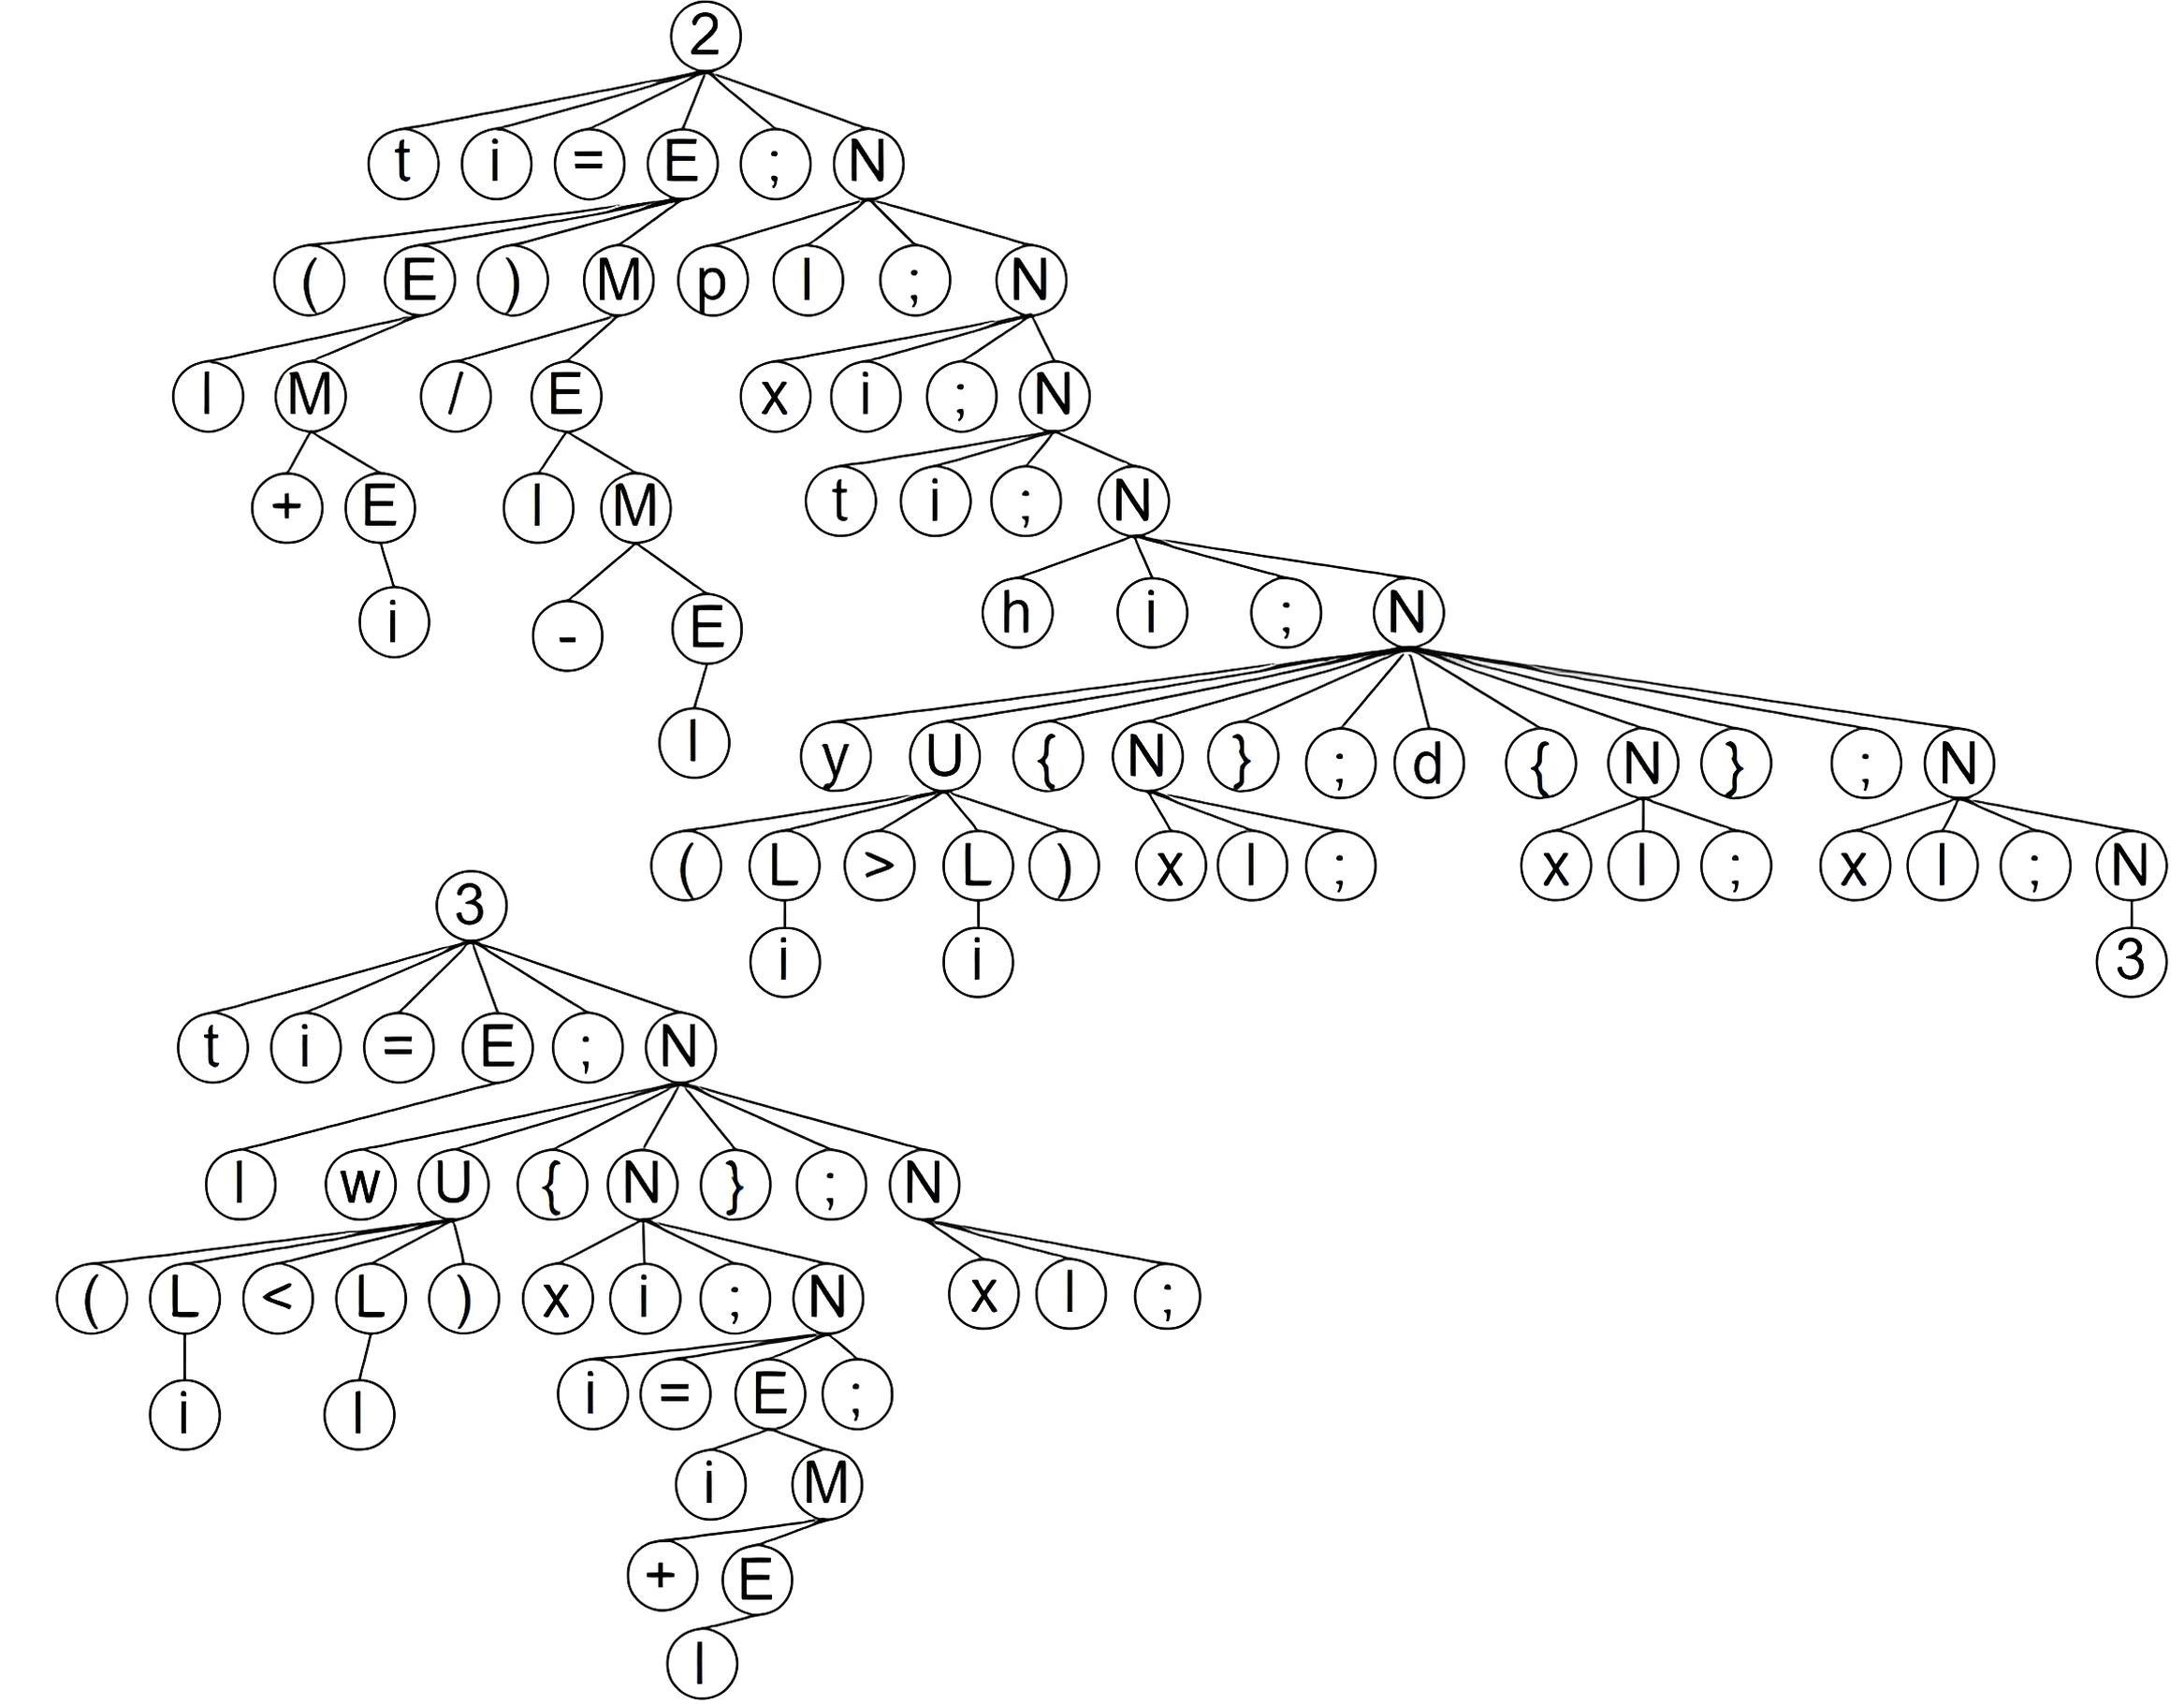 2
t i = E ; N
( E ) M p l ; N
l M / E x i ; N
+ E l M t i ; N
i - E h i ; N
l y U { N } ; d { N } ; N
( L > L ) x l ; x l ; x l ; N
3 i i 3
t i = E ; N
l w U { N } ; N
( L < L ) x i ; N x l ;
i l i = E ;
i M
+ E
l